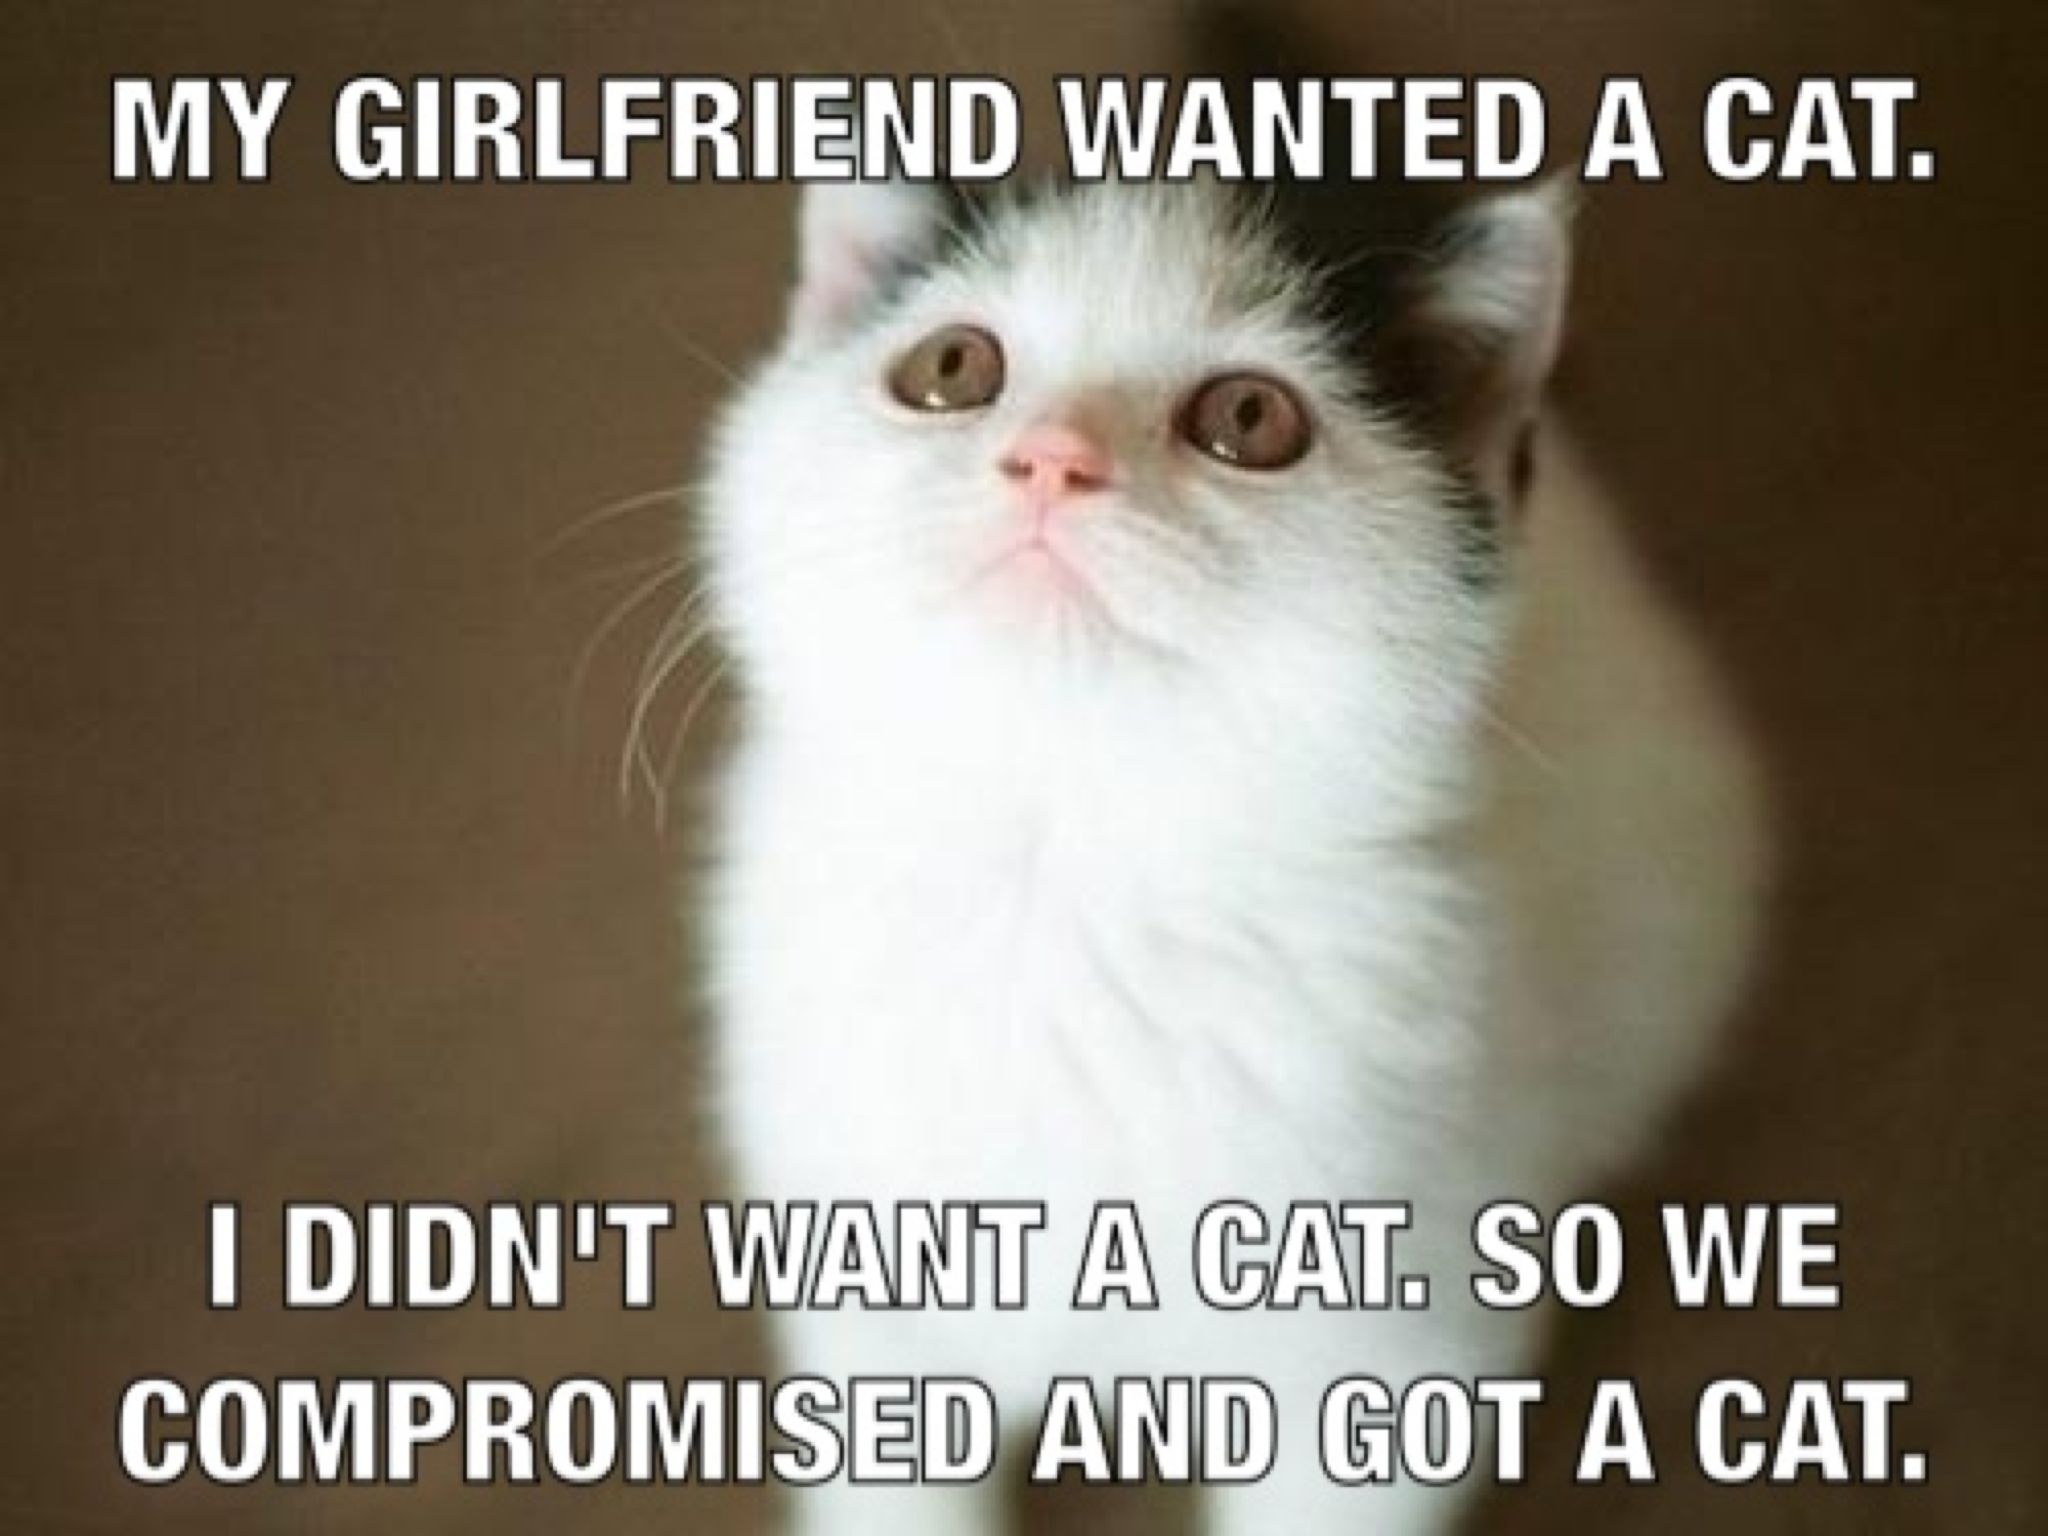 MY GIRLFRIEND WANTED A CAT.
I DIDN'T WANT A CAT. SO WE
COMPROMISED AND GOT A CAT.